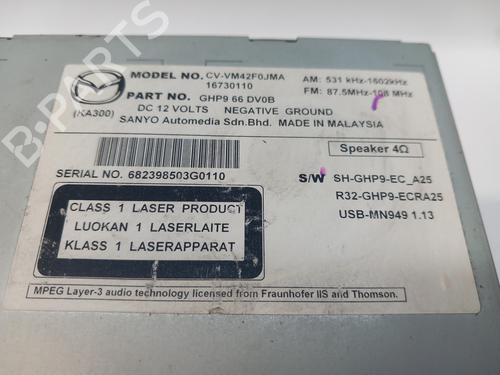 MODEL NO. CV-VM42F0JMA
16730110
AM: 531 kHz-1602kHz
PART NO. GHP9 66 DV0B
FM: 87.5MHz-108 MHz
DC 12 VOLTS NEGATIVE GROUND
(KA300)
SANYO Automedia Sdn.Bhd. MADE IN MALAYSIA
Speaker 4Ω
SERIAL NO. 682398503G0110
S/W SH-GHP9-EC_A25
R32-GHP9-ECRA25
USB-MN949 1.13
CLASS 1 LASER PRODUCT
LUOKAN 1 LASERLAITE
KLASS 1 LASERAPPARAT
MPEG Layer-3 audio technology licensed from Fraunhofer IIS and Thomson.
B-PARTS